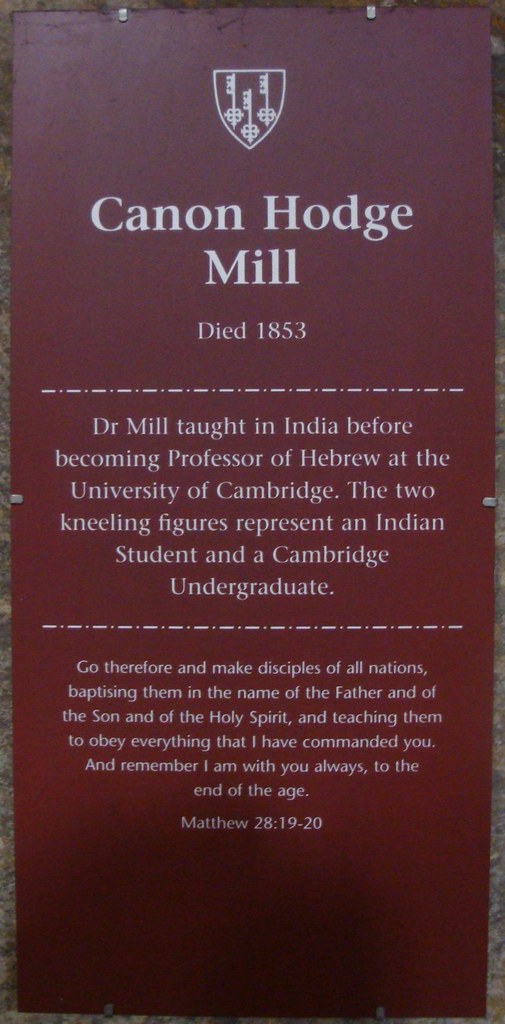 Canon Hodge
Mill
Died 1853
Dr Mill taught in India before
becoming Professor of Hebrew at the
University of Cambridge. The two
kneeling figures represent an Indian
Student and a Cambridge
Undergraduate.
Go therefore and make disciples of all nations,
baptising them in the name of the Father and of
the Son and of the Holy Spirit, and teaching them
to obey everything that I have commanded you.
And remember I am with you always, to the
end of the age.
Matthew 28:19-20